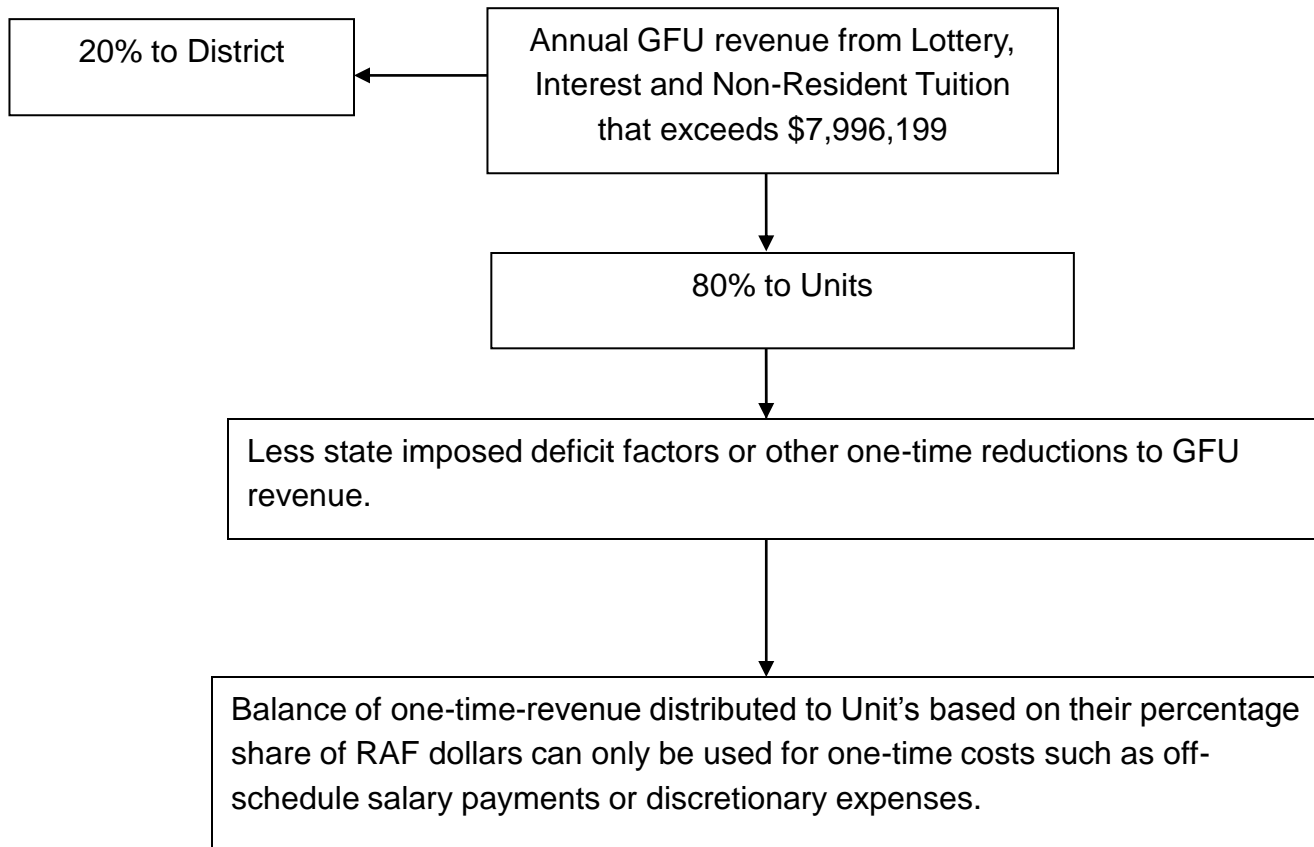 20% to District
Annual GFU revenue from Lottery,
Interest and Non-Resident Tuition
that exceeds $7,996,199
80% to Units
Less state imposed deficit factors or other one-time reductions to GFU
revenue.
Balance of one-time-revenue distributed to Unit’s based on their percentage
share of RAF dollars can only be used for one-time costs such as off-
schedule salary payments or discretionary expenses.